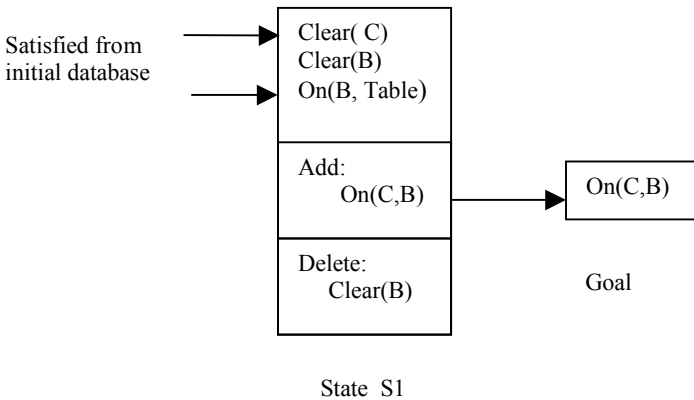 Satisfied from
initial database
Clear( C)
Clear(B)
On(B, Table)
Add:
On(C,B)
Delete:
Clear(B)
On(C,B)
Goal
State S1